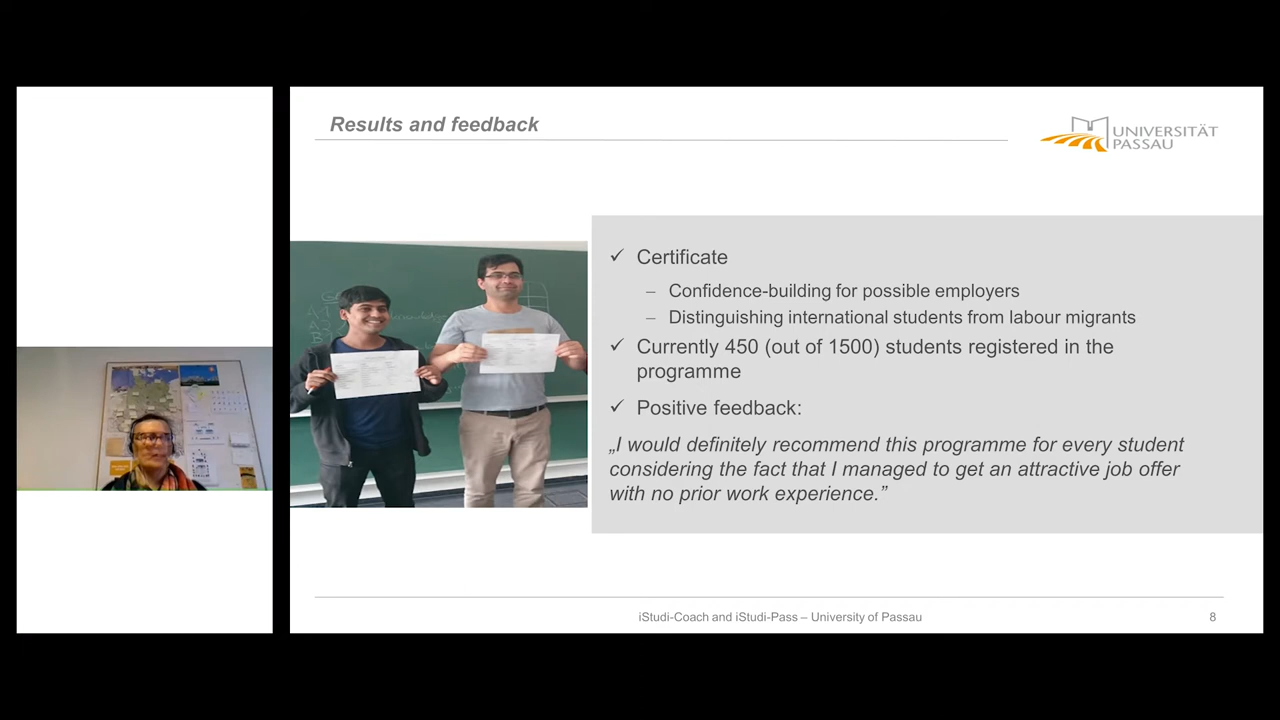 Results and feedback
UNIVERSITÄT
PASSAU
✓ Certificate
– Confidence-building for possible employers
– Distinguishing international students from labour migrants
✓ Currently 450 (out of 1500) students registered in the
programme
✓ Positive feedback:
„I would definitely recommend this programme for every student
considering the fact that I managed to get an attractive job offer
with no prior work experience.”
iStudi-Coach and iStudi-Pass – University of Passau
8